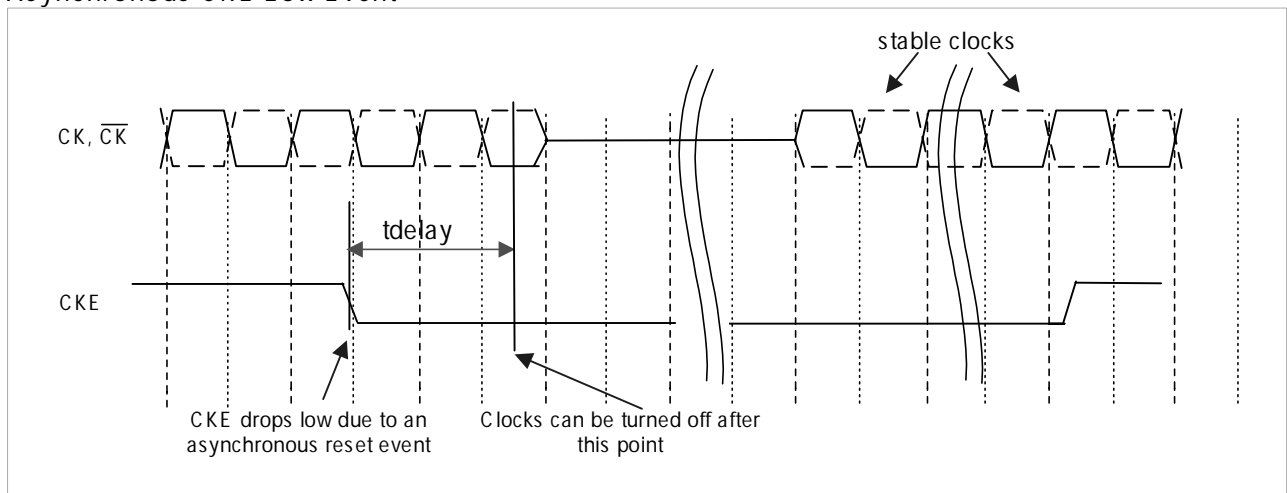 stable clocks
CK, C̅K̅
tdelay
CKE
CKE drops low due to an
asynchronous reset event
Clocks can be turned off after
this point